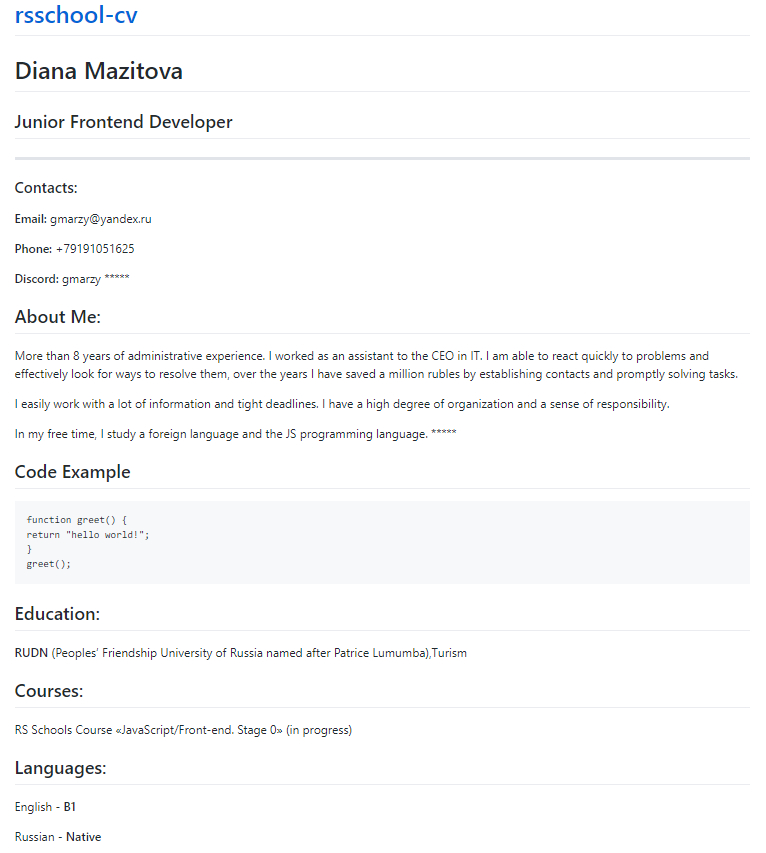 rsschool-cv
Diana Mazitova
Junior Frontend Developer
Contacts:
Email: gmarzy@yandex.ru
Phone: +79191051625
Discord: gmarzy *****
About Me:
More than 8 years of administrative experience. I worked as an assistant to the CEO in IT. I am able to react quickly to problems and
effectively look for ways to resolve them, over the years I have saved a million rubles by establishing contacts and promptly solving tasks.
I easily work with a lot of information and tight deadlines. I have a high degree of organization and a sense of responsibility.
In my free time, I study a foreign language and the JS programming language. *****
Code Example
function greet() {
return "hello world!";
}
greet();
Education:
RUDN (Peoples' Friendship University of Russia named after Patrice Lumumba),Turism
Courses:
RS Schools Course «JavaScript/Front-end. Stage 0» (in progress)
Languages:
English - B1
Russian - Native